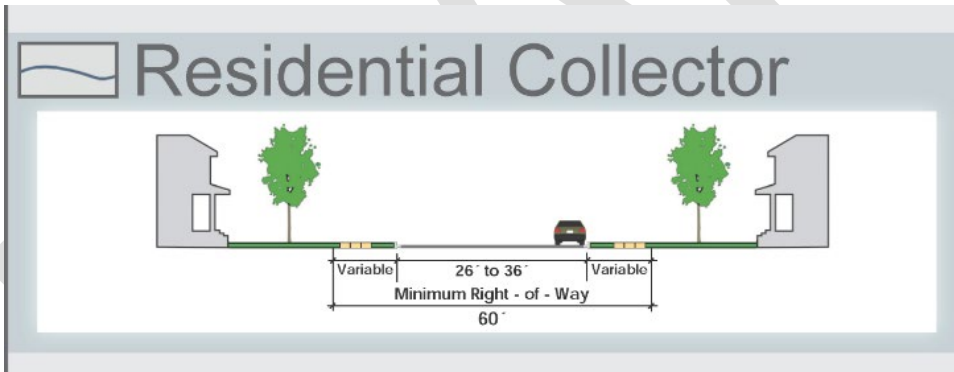 Residential Collector
Variable 26´ to 36´ Variable
Minimum Right - of - Way
60´